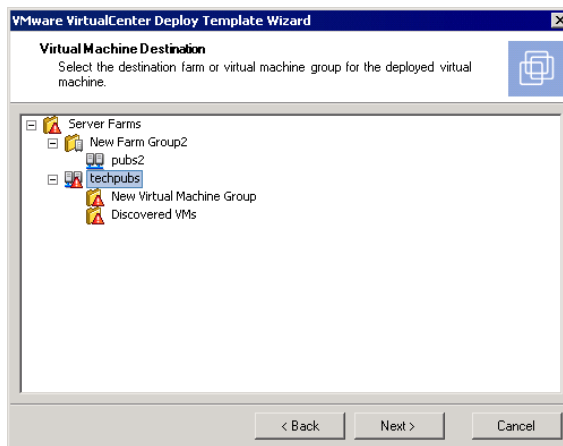 VMware VirtualCenter Deploy Template Wizard
Virtual Machine Destination
Select the destination farm or virtual machine group for the deployed virtual
machine.
Server Farms
New Farm Group2
pubs2
techpubs
New Virtual Machine Group
Discovered VMs
< Back
Next >
Cancel